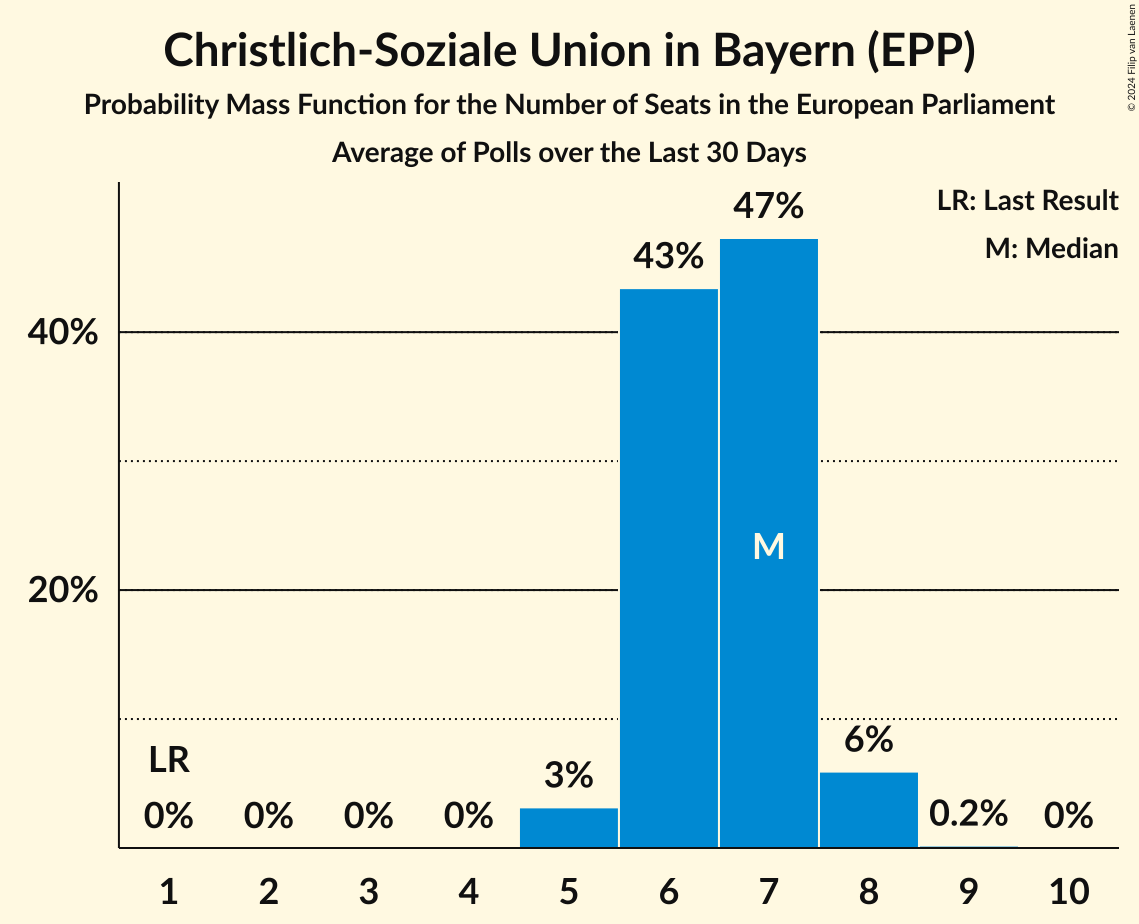 Christlich-Soziale Union in Bayern (EPP)
Probability Mass Function for the Number of Seats in the European Parliament
Average of Polls over the Last 30 Days
© 2024 Filip van Laenen
LR: Last Result
M: Median
47%
43%
40%
M
20%
6%
LR
3%
0% 0% 0% 0% 0.2% 0%
1 2 3 4 5 6 7 8 9 10